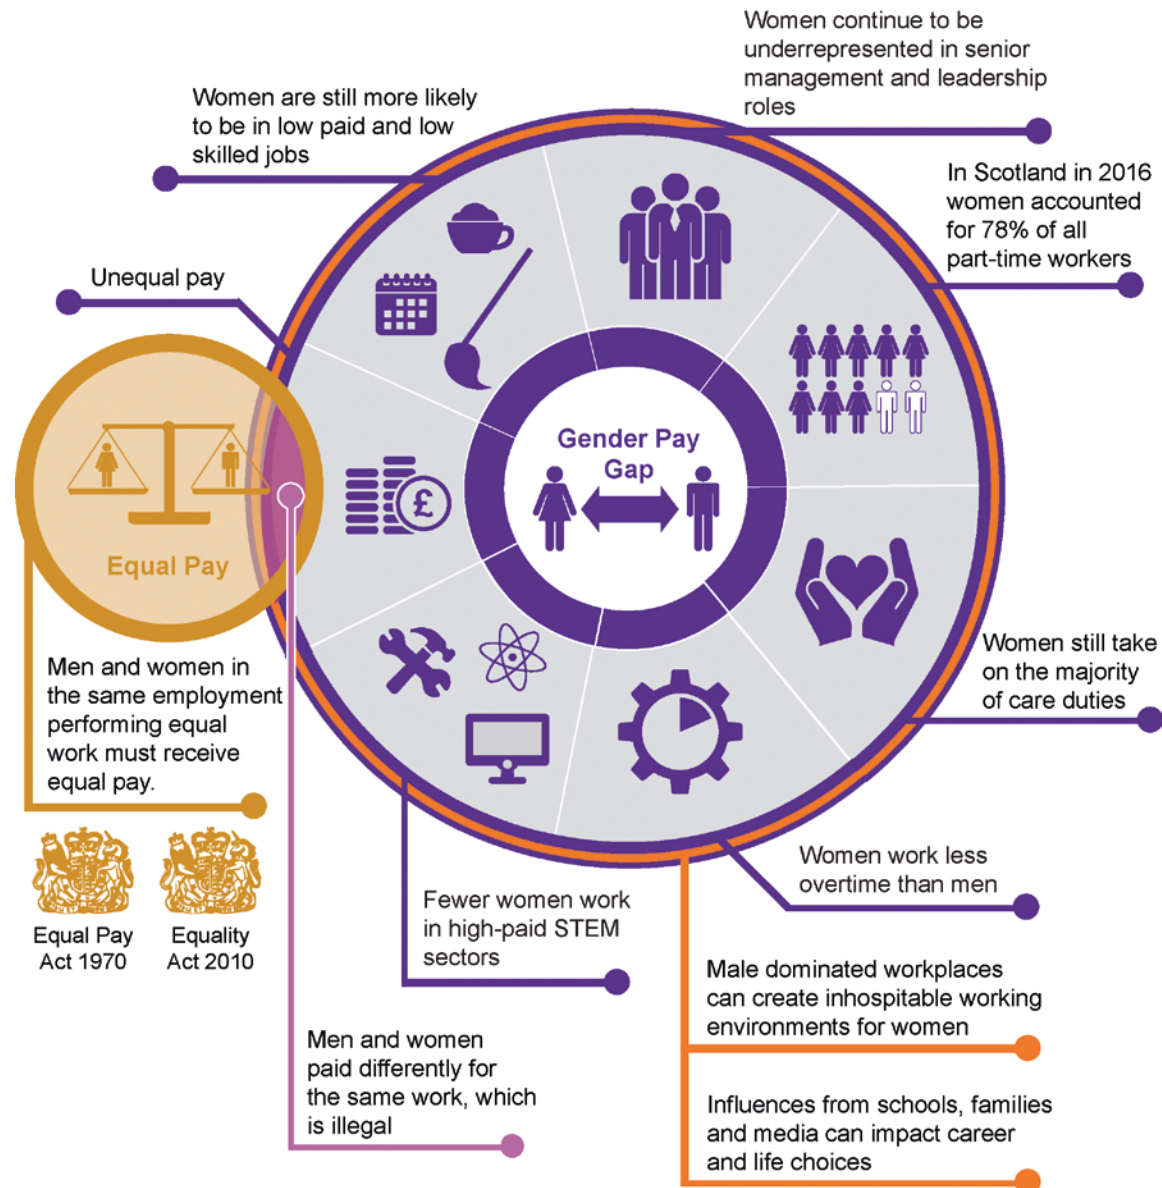 Women continue to be
underrepresented in senior
management and leadership
roles
Women are still more likely
to be in low paid and low
skilled jobs
In Scotland in 2016
women accounted
for 78% of all
part-time workers
Unequal pay
Gender Pay
Gap
£
Equal Pay
Men and women in
the same employment
performing equal
work must receive
equal pay.
Women still take
on the majority
of care duties
Equal Pay
Act 1970
Equality
Act 2010
Women work less
overtime than men
Fewer women work
in high-paid STEM
sectors
Male dominated workplaces
can create inhospitable working
environments for women
Men and women
paid differently for
the same work, which
is illegal
Influences from schools, families
and media can impact career
and life choices